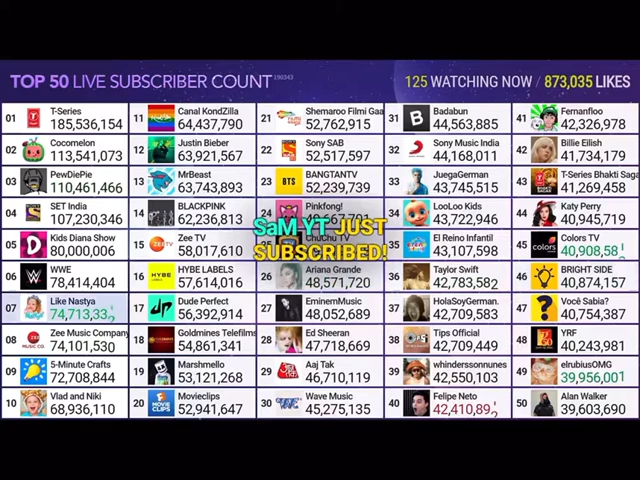 TOP 50 LIVE SUBSCRIBER COUNT
125 WATCHING NOW / 873,035 LIKES
01 T-Series 185,536,154
02 Cocomelon 113,541,073
03 PewDiePie 110,461,466
04 SET India 107,230,346
05 Kids Diana Show 80,000,006
06 WWE 78,414,404
07 Like Nastya 74,713,33
08 Zee Music Company 74,101,530
09 5-Minute Crafts 72,708,844
10 Vlad and Niki 68,936,110
11 Canal KondZilla 64,437,790
12 Justin Bieber 63,921,567
13 MrBeast 63,743,893
14 BLACKPINK 62,236,813
15 Zee TV 58,017,610
16 HYBE LABELS 57,614,016
17 Dude Perfect 56,392,914
18 Goldmines Telefilms 54,861,341
19 Marshmello 53,121,268
20 Movieclips 52,941,647
21 Shemaroo Filmi Gaa 52,762,915
22 Sony SAB 52,517,597
23 BANGTANTV 52,239,739
24 Pinkfong!
SaM YT JUST
SUBSCRIBED!
ChuChu TV
26 Ariana Grande 48,571,720
27 EminemMusic 48,052,689
28 Ed Sheeran 47,718,669
29 Aaj Tak 46,710,119
30 Wave Music 45,275,135
31 Badabun 44,563,885
32 Sony Music India 44,168,011
33 JuegaGerman 43,745,515
34 LooLoo Kids 43,722,946
35 El Reino Infantil 43,107,598
36 Taylor Swift 42,783,58
37 HolaSoyGerman. 42,709,583
38 Tips Official 42,709,449
39 whinderssonnunes 42,550,103
40 Felipe Neto 42,410,89
41 Fernanfloo 42,326,978
42 Billie Eilish 41,734,179
43 T-Series Bhakti Saga 41,269,458
44 Katy Perry 40,945,719
45 Colors TV 40,908,58
46 BRIGHT SIDE 40,874,157
47 Você Sabia? 40,754,387
48 YRF 40,243,981
49 elrubiusOMG 39,956,001
50 Alan Walker 39,603,690